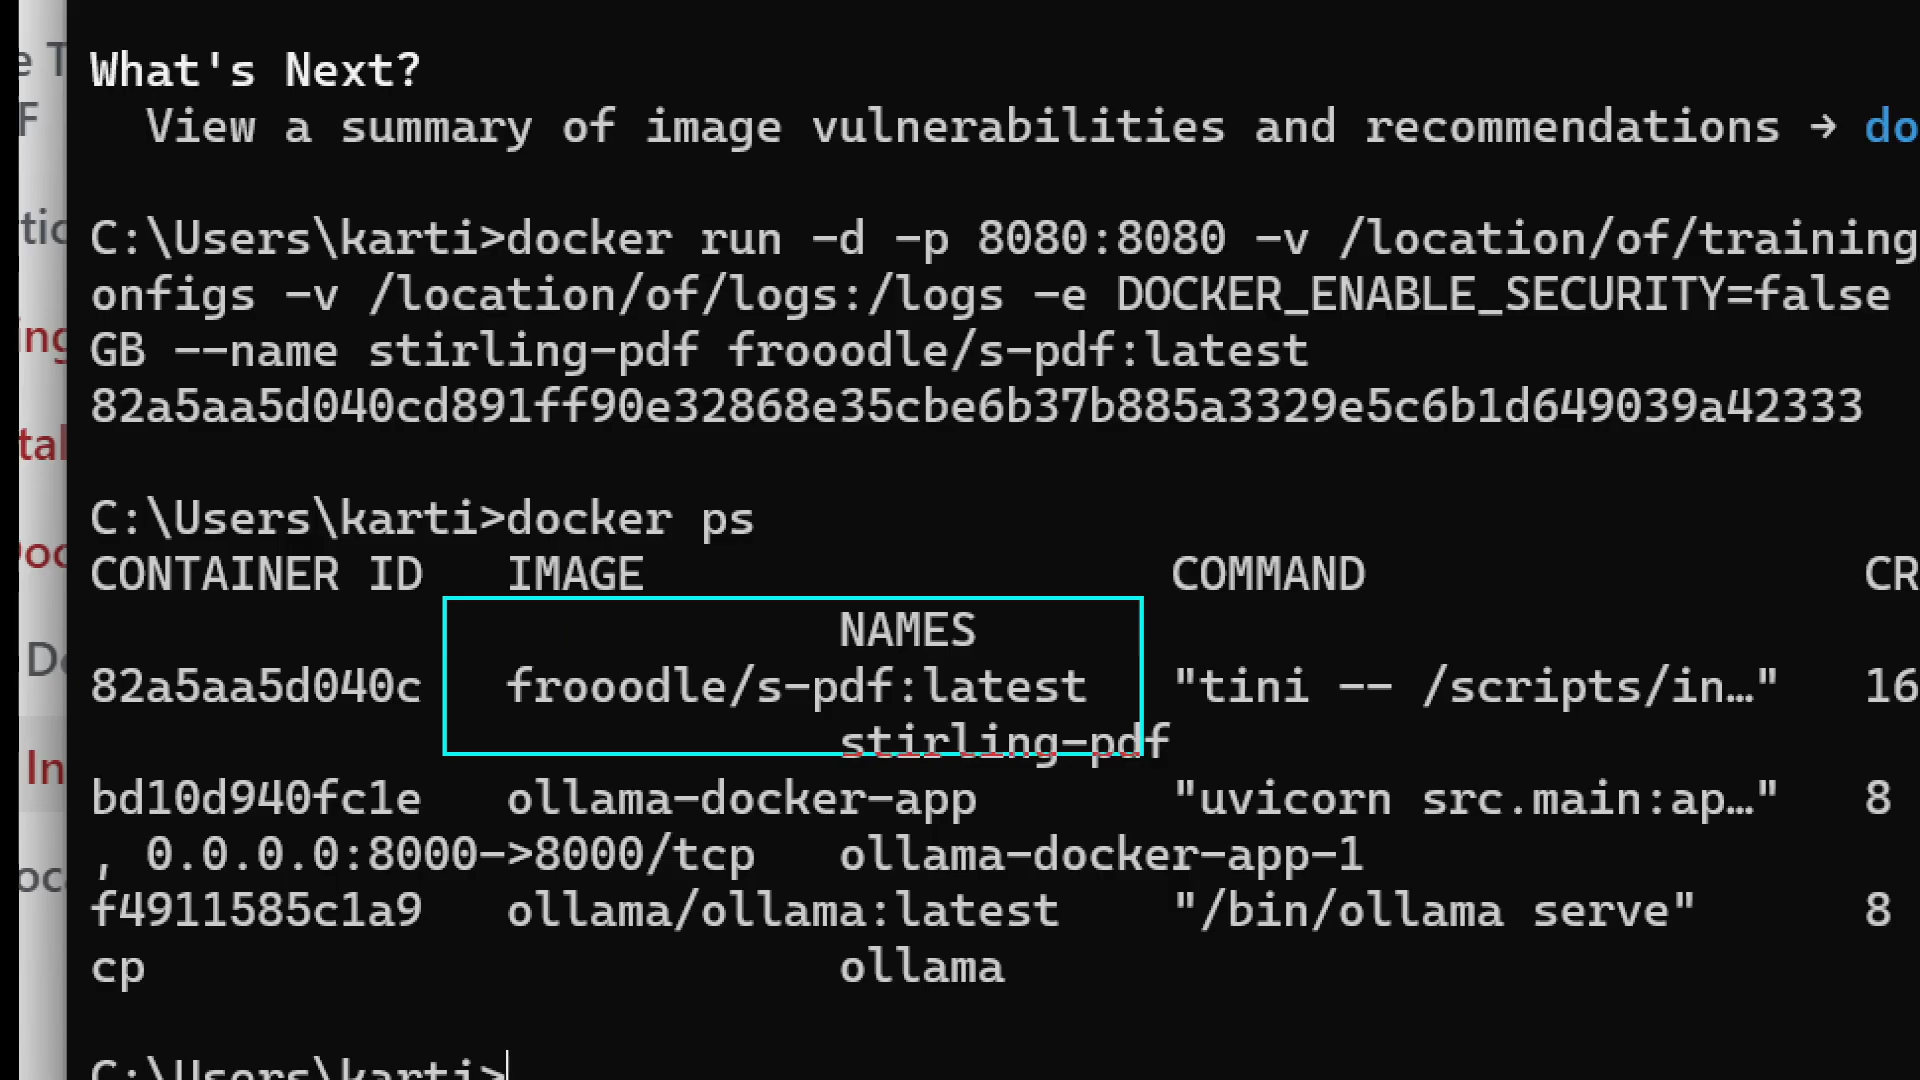 What's Next?
View a summary of image vulnerabilities and recommendations → do
C:\Users\karti>docker run -d -p 8080:8080 -v /location/of/training
onfigs -v /location/of/logs:/logs -e DOCKER_ENABLE_SECURITY=false
GB --name stirling-pdf frooodle/s-pdf:latest
82a5aa5d040cd891ff90e32868e35cbe6b37b885a3329e5c6b1d649039a42333
C:\Users\karti>docker ps
CONTAINER ID IMAGE COMMAND CR
NAMES
82a5aa5d040c frooodle/s-pdf:latest "tini -- /scripts/in…" 16
stirling-pdf
bd10d940fc1e ollama-docker-app "uvicorn src.main:ap…" 8
, 0.0.0.0:8000->8000/tcp ollama-docker-app-1
f4911585c1a9 ollama/ollama:latest "/bin/ollama serve" 8
cp ollama
C:\Users\karti>